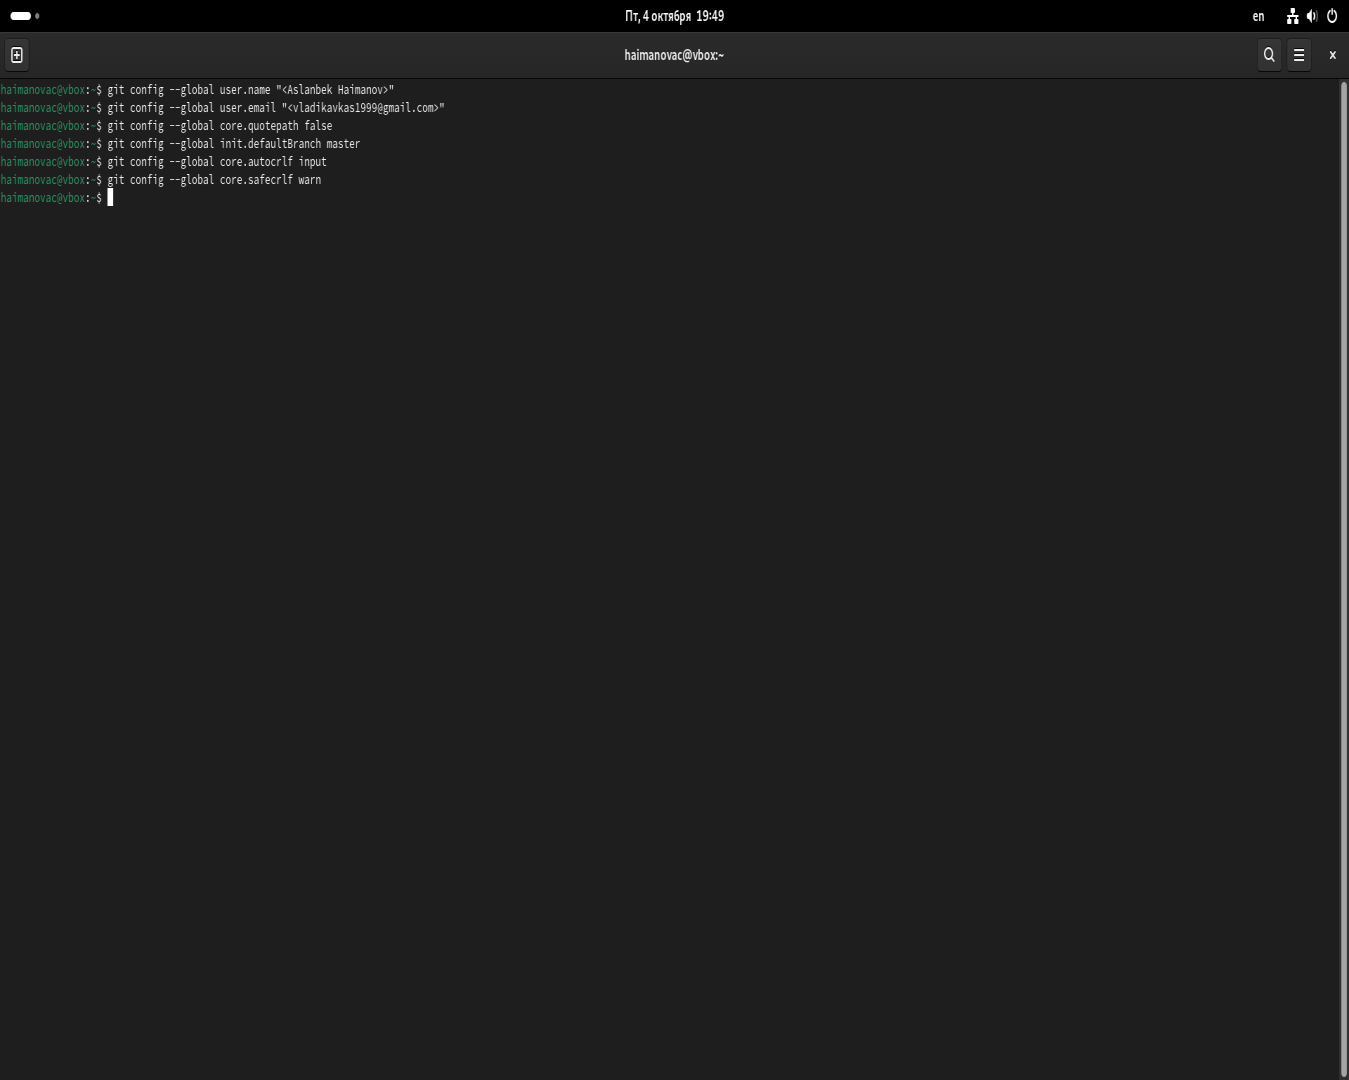 Пт, 4 октября 19:49
en
haimanovac@vbox:~
haimanovac@vbox:~$ git config --global user.name "<Aslanbek Haimanov>"
haimanovac@vbox:~$ git config --global user.email "<vladikavkas1999@gmail.com>"
haimanovac@vbox:~$ git config --global core.quotepath false
haimanovac@vbox:~$ git config --global init.defaultBranch master
haimanovac@vbox:~$ git config --global core.autocrlf input
haimanovac@vbox:~$ git config --global core.safecrlf warn
haimanovac@vbox:~$